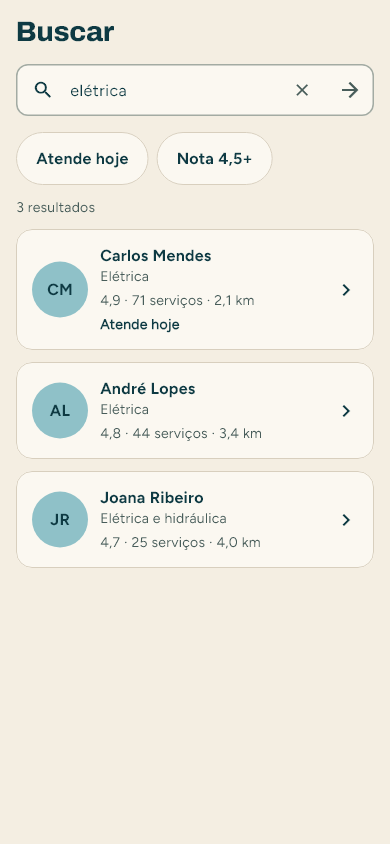 Buscar
elétrica
Atende hoje
Nota 4,5+
3 resultados
CM
Carlos Mendes
Elétrica
4,9 · 71 serviços · 2,1 km
Atende hoje
AL
André Lopes
Elétrica
4,8 · 44 serviços · 3,4 km
JR
Joana Ribeiro
Elétrica e hidráulica
4,7 · 25 serviços · 4,0 km